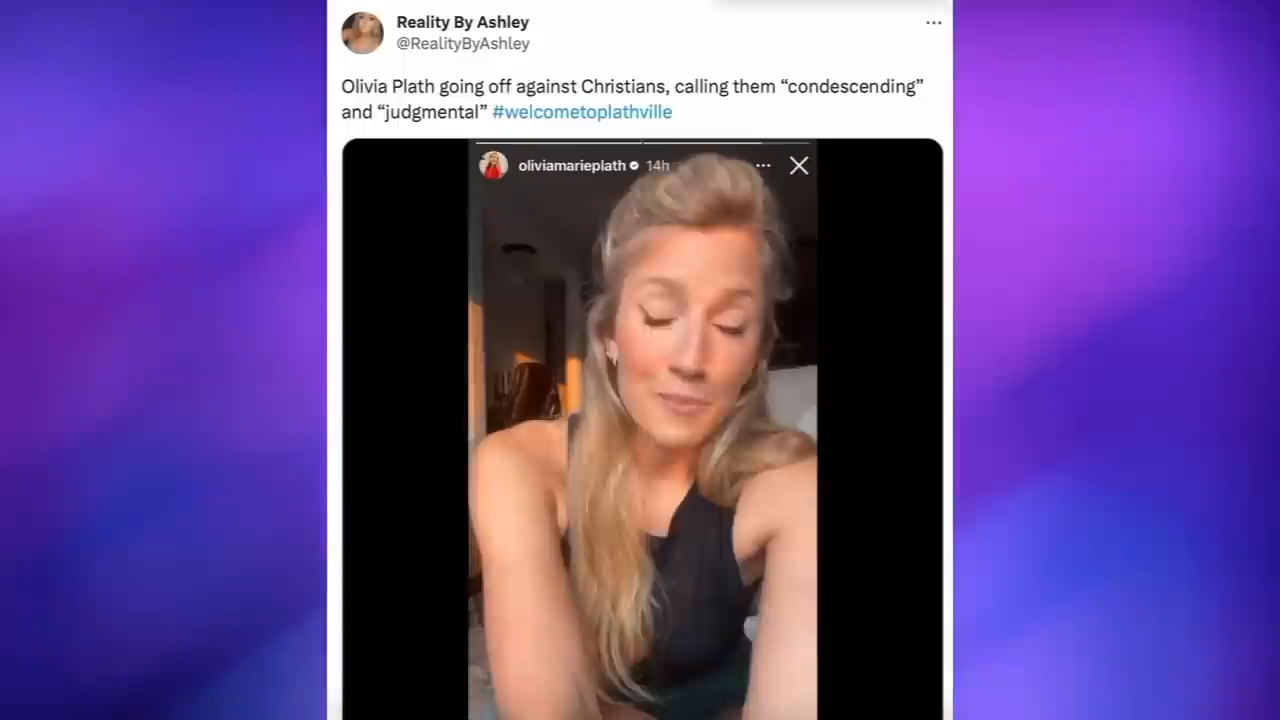 Reality By Ashley
@RealityByAshley
Olivia Plath going off against Christians, calling them “condescending”
and “judgmental” #welcometoplathville
oliviamarieplath 14h